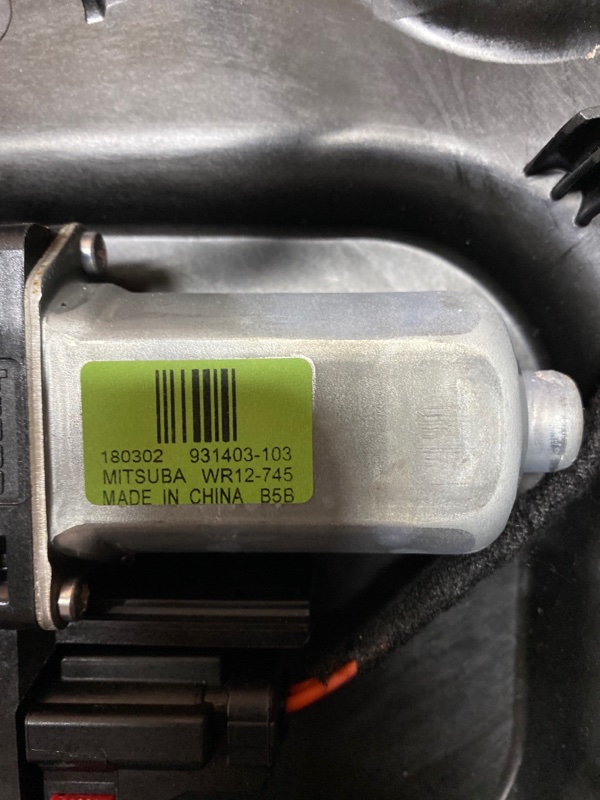 180302 931403-103
MITSUBA WR12-745
MADE IN CHINA B5B